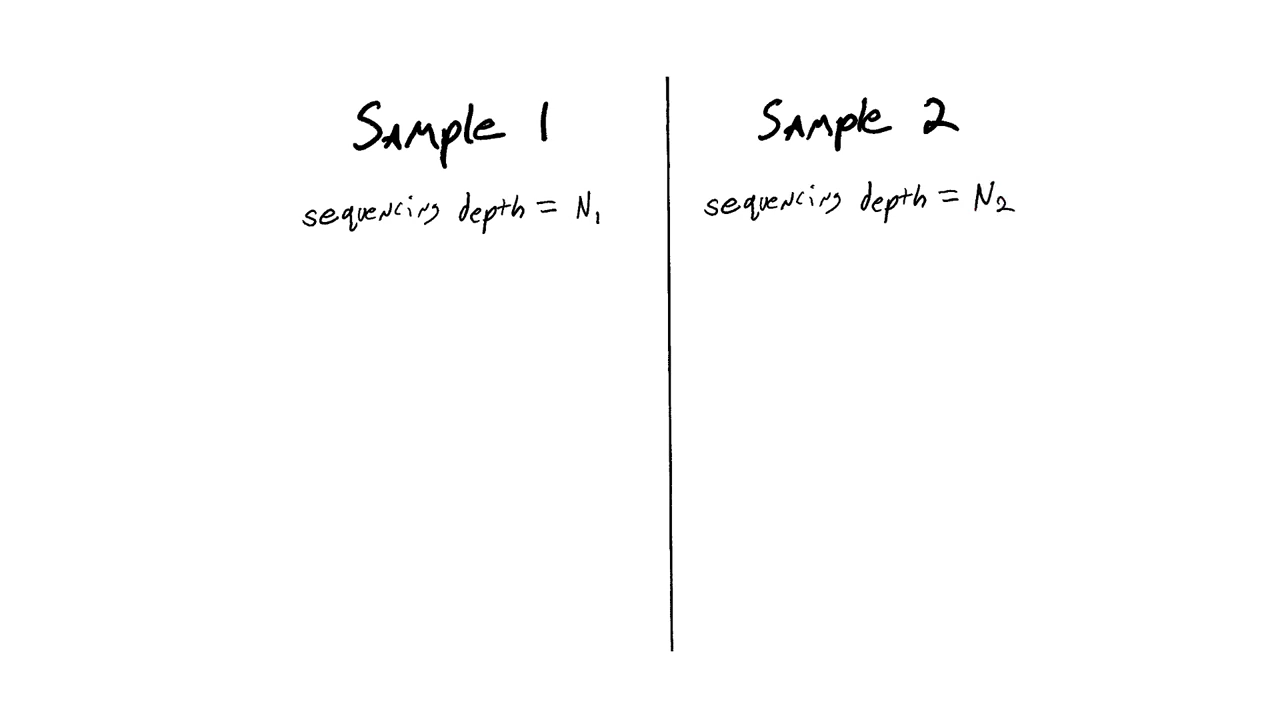 Sample 1
sequencing depth = N₁
Sample 2
sequencing depth = N₂